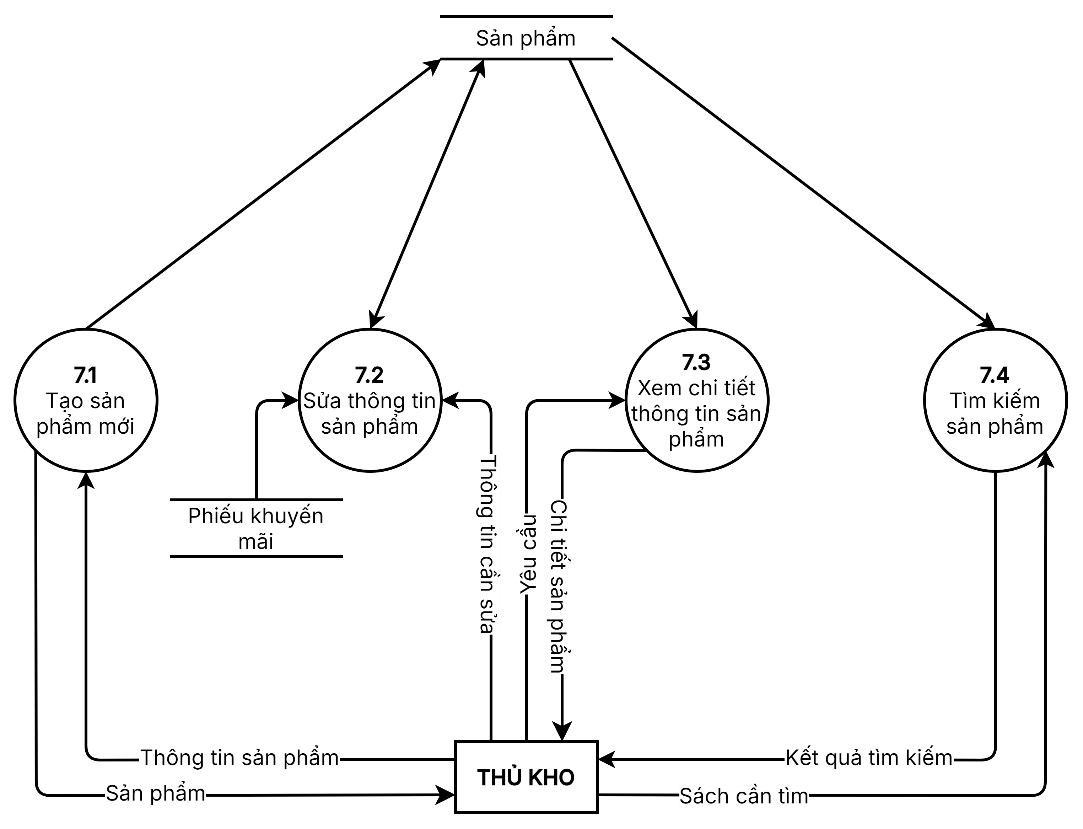 Sản phẩm
7.1
Tạo sản
phẩm mới
7.2
Sửa thông tin
sản phẩm
7.3
Xem chi tiết
thông tin sản
phẩm
7.4
Tìm kiếm
sản phẩm
Phiếu khuyến
mãi
Thông tin cần sửa
Yêu cầu
Chi tiết sản phẩm
Thông tin sản phẩm
Sản phẩm
THỦ KHO
Kết quả tìm kiếm
Sách cần tìm